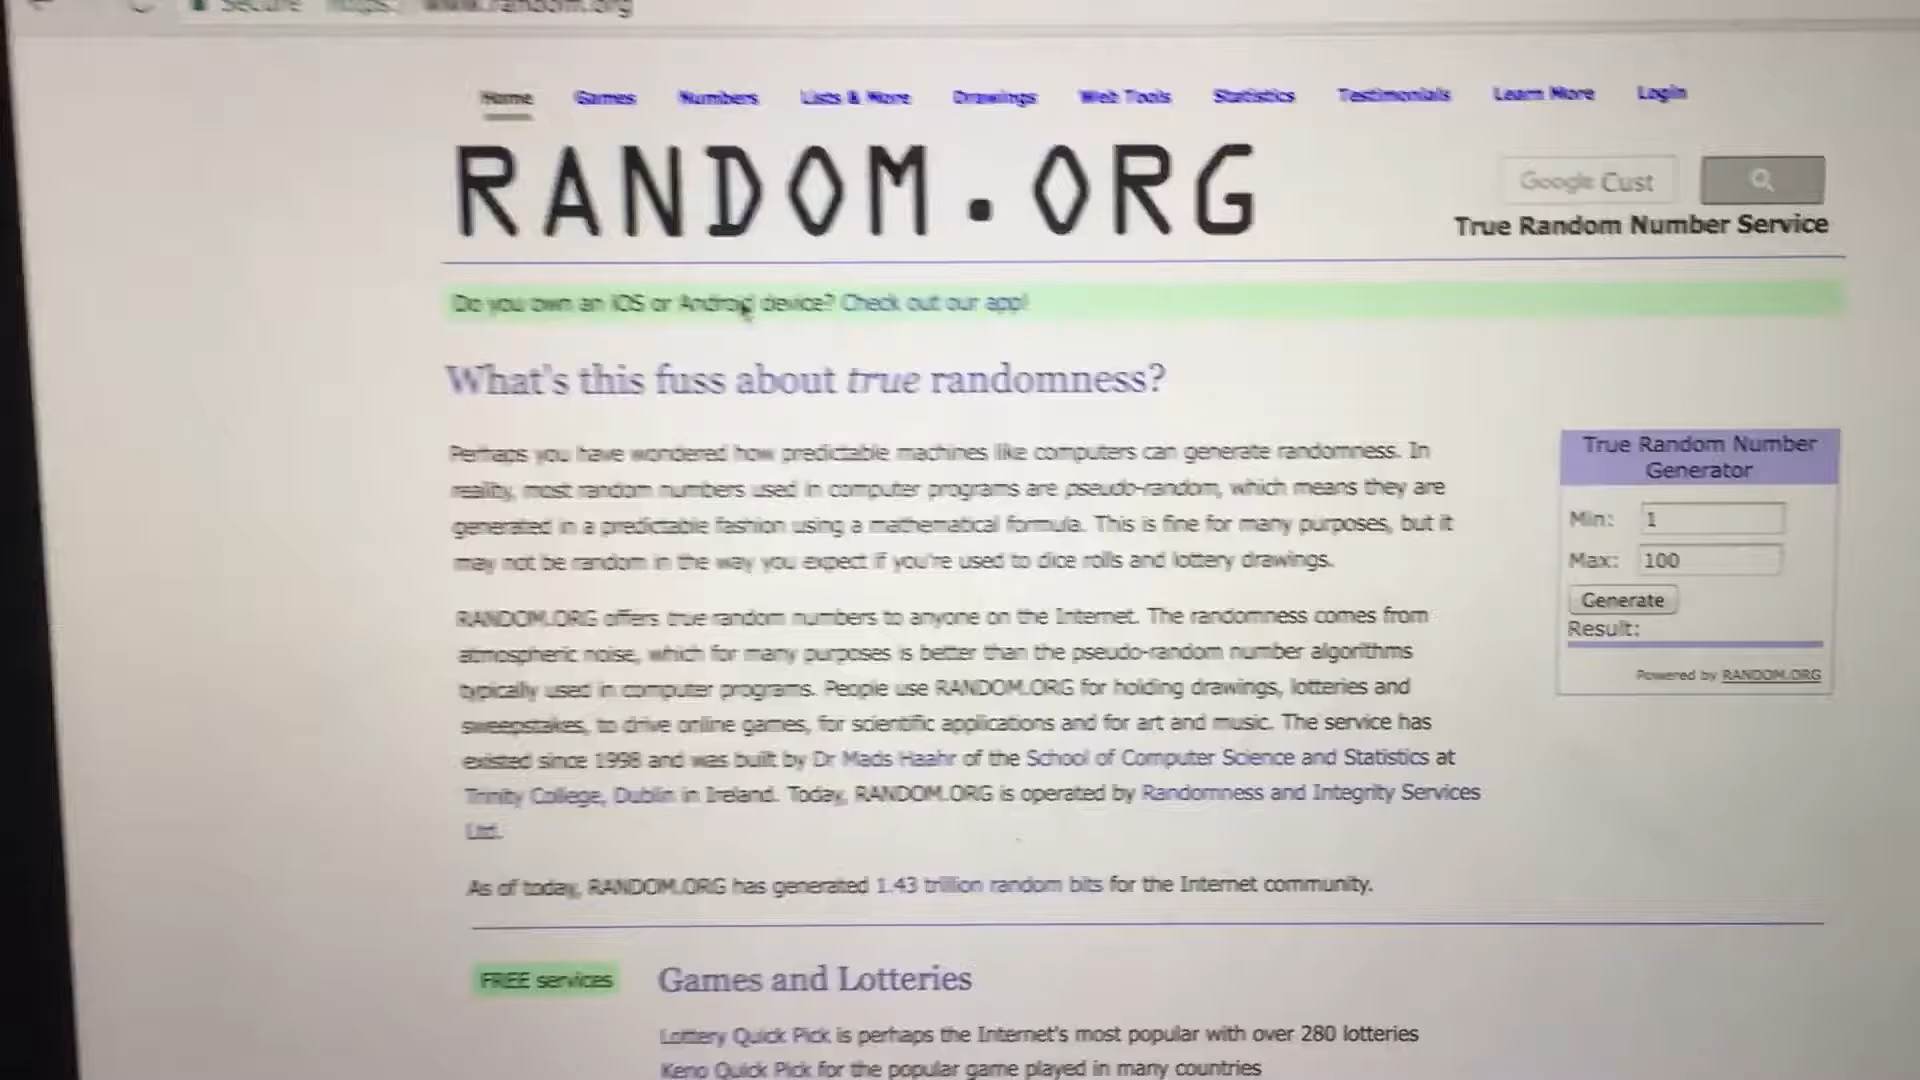 Secure https: www.random.org
Home Games Numbers Lists & More Drawings Web Tools Statistics Testimonials Learn More Login
RANDOM.ORG
Google Cust
True Random Number Service
Do you own an iOS or Android device? Check out our app!
What's this fuss about true randomness?
Perhaps you have wondered how predictable machines like computers can generate randomness. In
reality, most random numbers used in computer programs are pseudo-random, which means they are
generated in a predictable fashion using a mathematical formula. This is fine for many purposes, but it
may not be random in the way you expect if you're used to dice rolls and lottery drawings.
RANDOM.ORG offers true random numbers to anyone on the Internet. The randomness comes from
atmospheric noise, which for many purposes is better than the pseudo-random number algorithms
typically used in computer programs. People use RANDOM.ORG for holding drawings, lotteries and
sweepstakes, to drive online games, for scientific applications and for art and music. The service has
existed since 1998 and was built by Dr Mads Haahr of the School of Computer Science and Statistics at
Trinity College, Dublin in Ireland. Today, RANDOM.ORG is operated by Randomness and Integrity Services
Ltd.
As of today, RANDOM.ORG has generated 1.43 trillion random bits for the Internet community.
True Random Number
Generator
Min: 1
Max: 100
Generate
Result:
Powered by RANDOM.ORG
FREE services
Games and Lotteries
Lottery Quick Pick is perhaps the Internet's most popular with over 280 lotteries
Keno Quick Pick for the popular game played in many countries